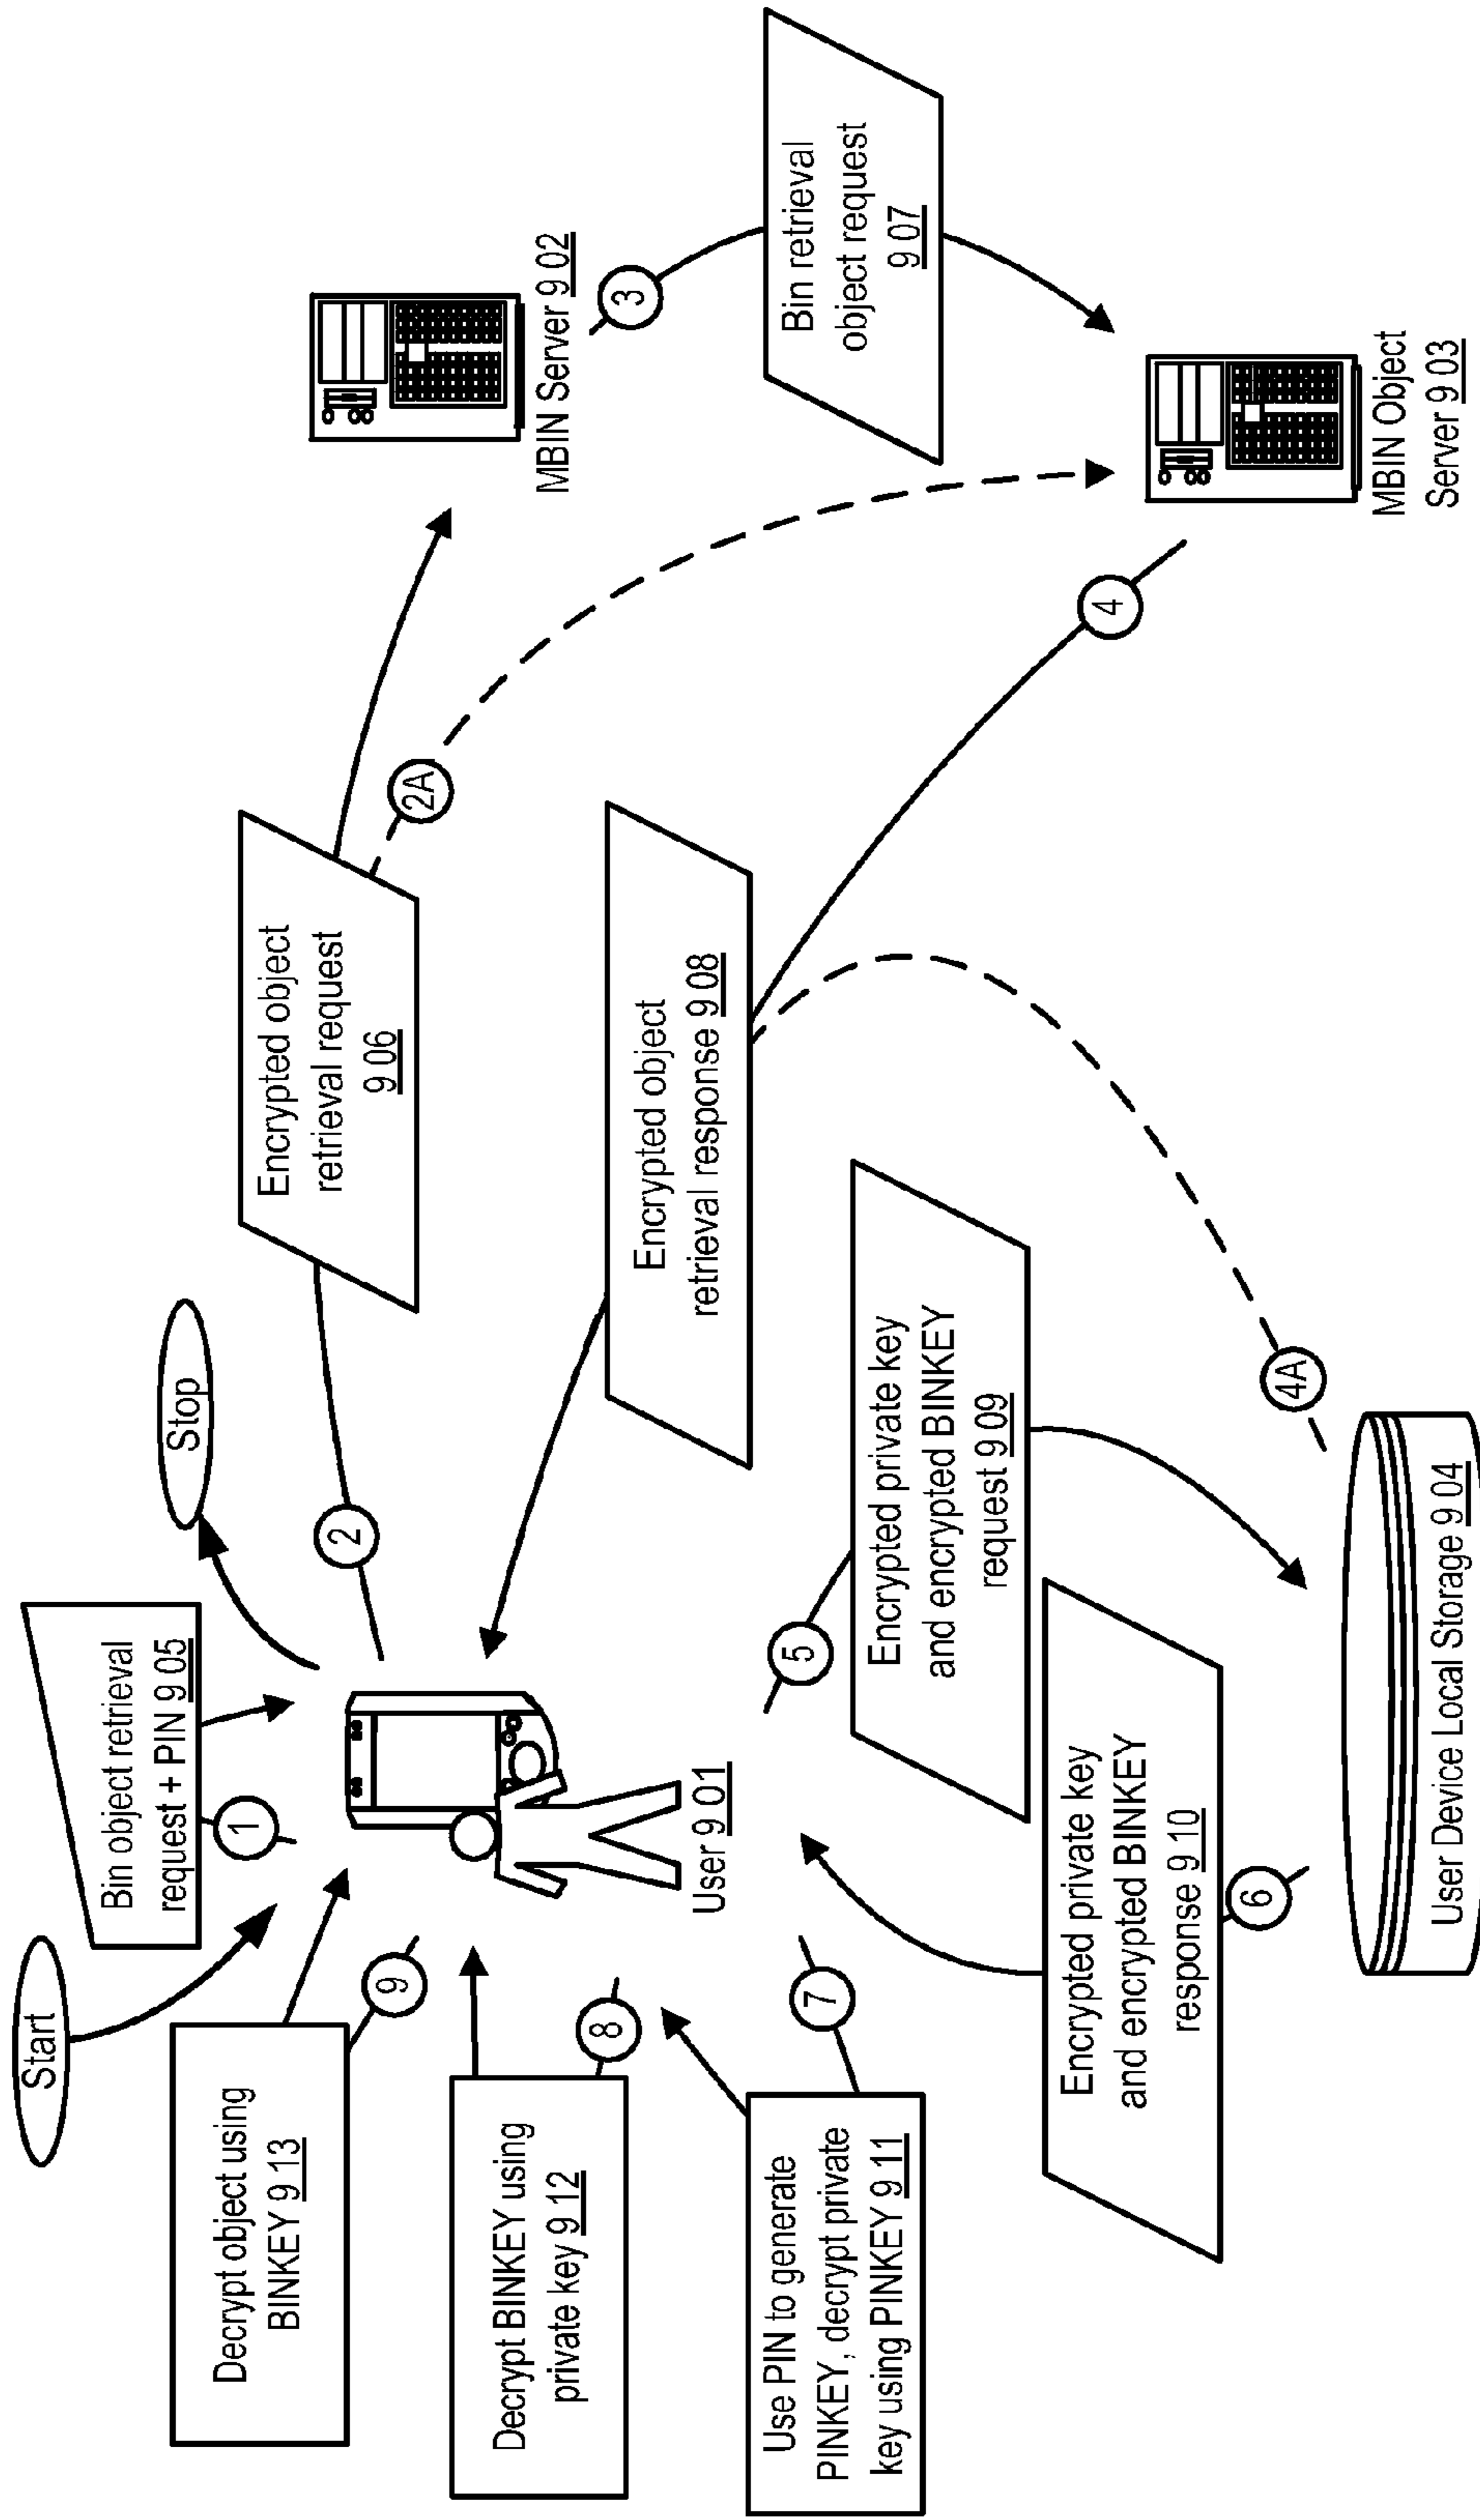 Start
Bin object retrieval
request + PIN 9 05
1
Stop
Decrypt object using
BINKEY 9 13
9
Decrypt BINKEY using
private key 9 12
8
Use PIN to generate
PINKEY, decrypt private
key using PINKEY 9 11
7
User 9 01
2
Encrypted object
retrieval request
9 06
2A
MBIN Server 9 02
3
Bin retrieval
object request
9 07
Encrypted object
retrieval response 9 08
4
MBIN Object
Server 9 03
5
Encrypted private key
and encrypted BINKEY
request 9 09
4A
Encrypted private key
and encrypted BINKEY
response 9 10
6
User Device Local Storage 9 04